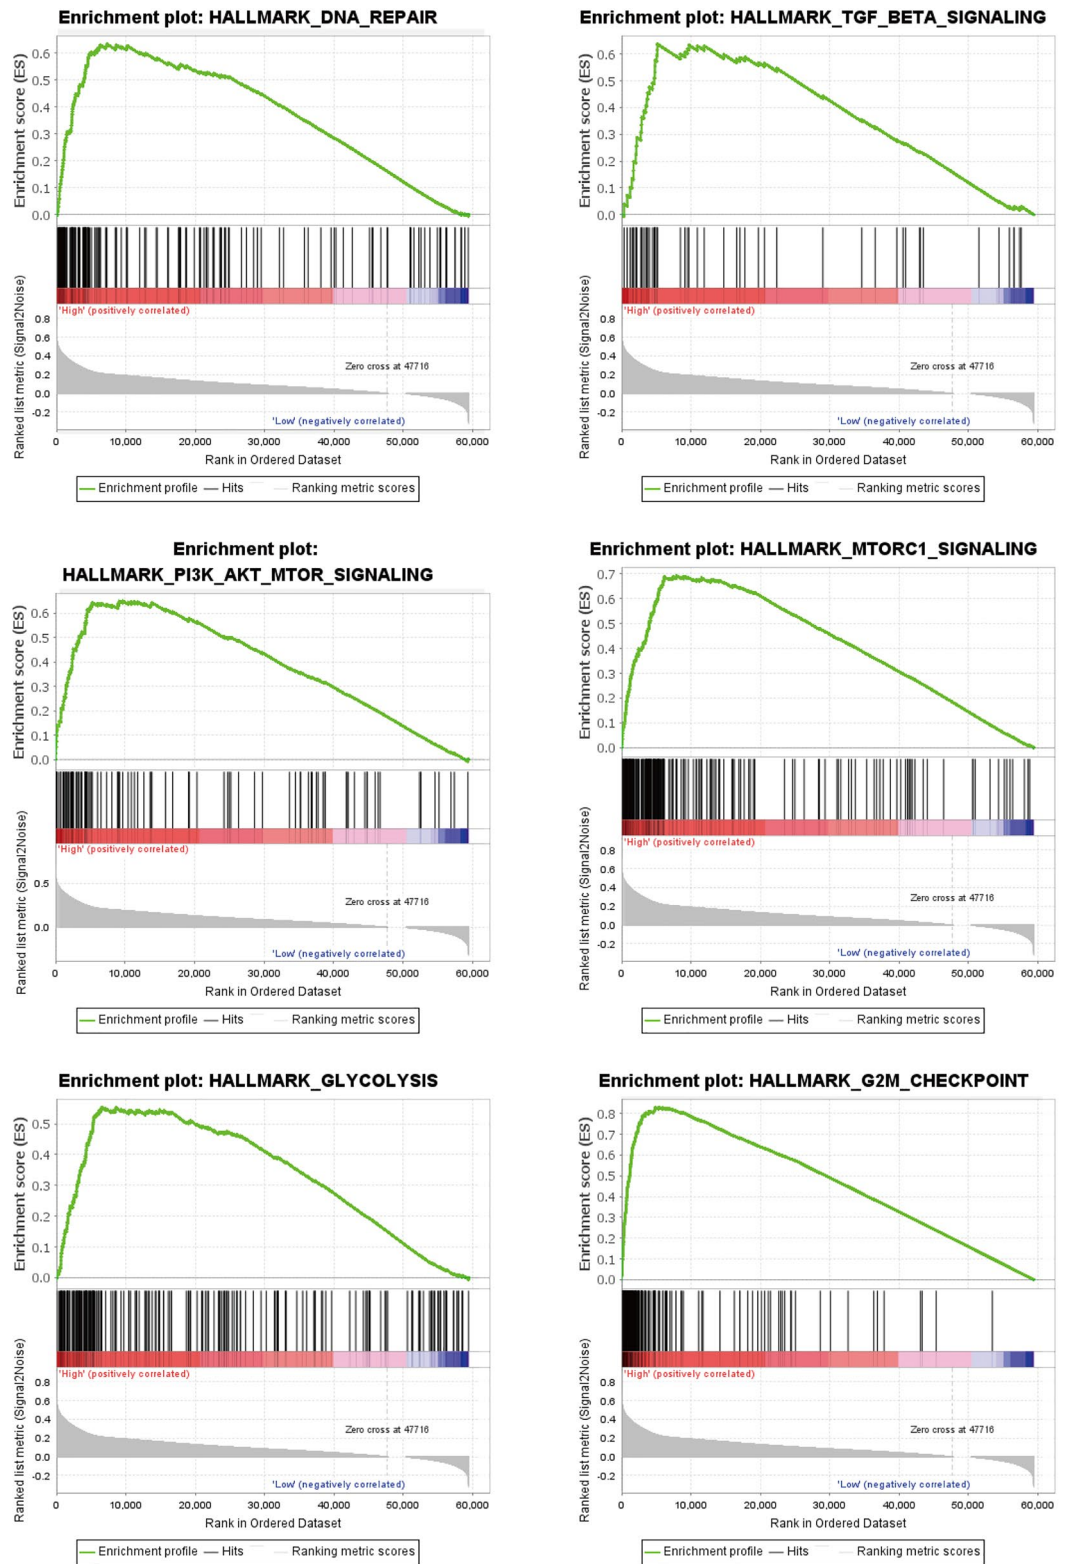 Enrichment plot: HALLMARK_DNA_REPAIR
Enrichment score (ES)
0.6
0.5
0.4
0.3
0.2
0.1
0.0
Ranked list metric (Signal2Noise)
'High' (positively correlated)
0.8
0.6
0.4
0.2
0.0
-0.2
Zero cross at 47716
'Low' (negatively correlated)
0 10,000 20,000 30,000 40,000 50,000 60,000
Rank in Ordered Dataset
Enrichment profile Hits Ranking metric scores
Enrichment plot: HALLMARK_TGF_BETA_SIGNALING
Enrichment score (ES)
0.6
0.5
0.4
0.3
0.2
0.1
0.0
Ranked list metric (Signal2Noise)
'High' (positively correlated)
0.8
0.6
0.4
0.2
0.0
-0.2
Zero cross at 47716
'Low' (negatively correlated)
0 10,000 20,000 30,000 40,000 50,000 60,000
Rank in Ordered Dataset
Enrichment profile Hits Ranking metric scores
Enrichment plot:
HALLMARK_PI3K_AKT_MTOR_SIGNALING
Enrichment score (ES)
0.6
0.5
0.4
0.3
0.2
0.1
0.0
Ranked list metric (Signal2Noise)
'High' (positively correlated)
0.5
0.0
Zero cross at 47716
'Low' (negatively correlated)
0 10,000 20,000 30,000 40,000 50,000 60,000
Rank in Ordered Dataset
Enrichment profile Hits Ranking metric scores
Enrichment plot: HALLMARK_MTORC1_SIGNALING
Enrichment score (ES)
0.7
0.6
0.5
0.4
0.3
0.2
0.1
0.0
Ranked list metric (Signal2Noise)
'High' (positively correlated)
0.8
0.6
0.4
0.2
0.0
-0.2
Zero cross at 47716
'Low' (negatively correlated)
0 10,000 20,000 30,000 40,000 50,000 60,000
Rank in Ordered Dataset
Enrichment profile Hits Ranking metric scores
Enrichment plot: HALLMARK_GLYCOLYSIS
Enrichment score (ES)
0.5
0.4
0.3
0.2
0.1
0.0
Ranked list metric (Signal2Noise)
'High' (positively correlated)
0.8
0.6
0.4
0.2
0.0
-0.2
Zero cross at 47716
'Low' (negatively correlated)
0 10,000 20,000 30,000 40,000 50,000 60,000
Rank in Ordered Dataset
Enrichment profile Hits Ranking metric scores
Enrichment plot: HALLMARK_G2M_CHECKPOINT
Enrichment score (ES)
0.8
0.7
0.6
0.5
0.4
0.3
0.2
0.1
0.0
Ranked list metric (Signal2Noise)
'High' (positively correlated)
0.8
0.6
0.4
0.2
0.0
-0.2
Zero cross at 47716
'Low' (negatively correlated)
0 10,000 20,000 30,000 40,000 50,000 60,000
Rank in Ordered Dataset
Enrichment profile Hits Ranking metric scores